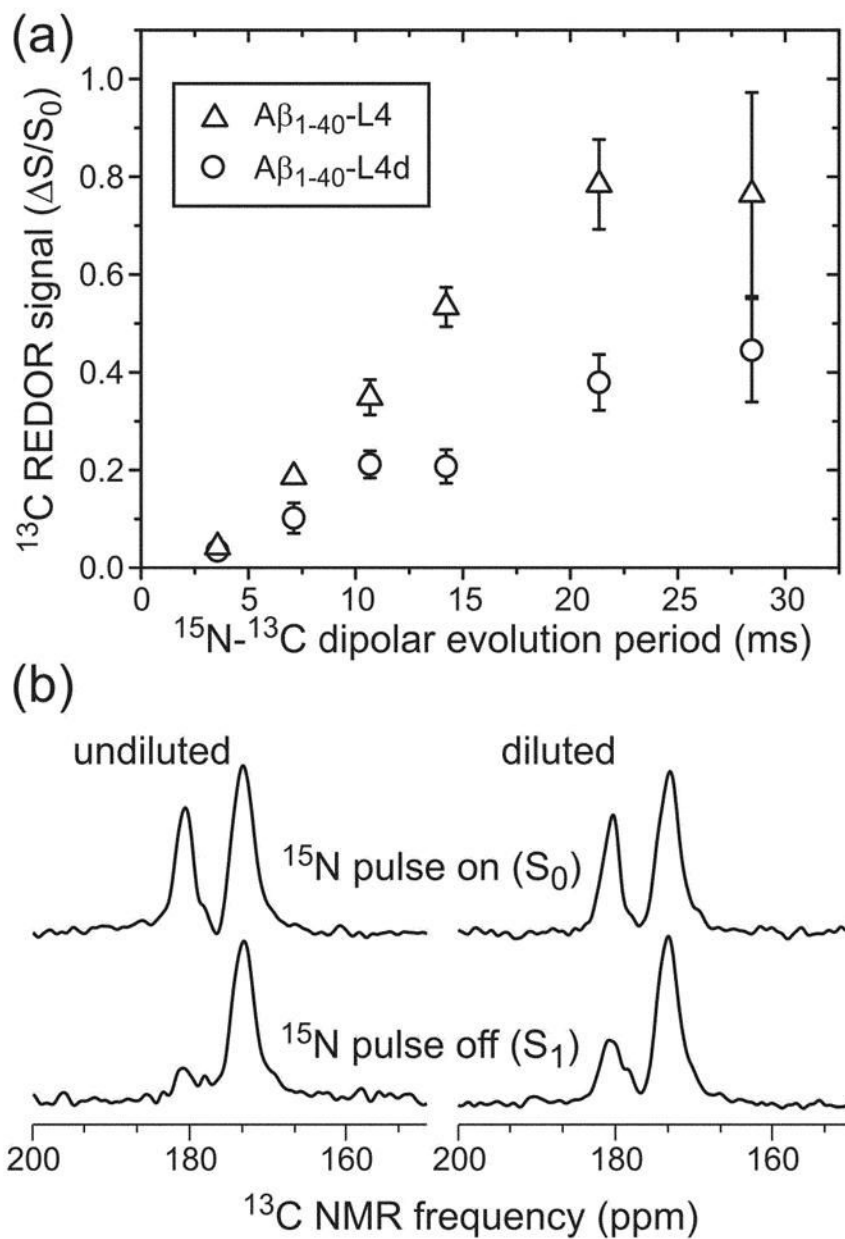 (a)
¹³C REDOR signal (ΔS/S₀)
1.0
0.8
0.6
0.4
0.2
0.0
Aβ₁₋₄₀-L4
Aβ₁₋₄₀-L4d
0 5 10 15 20 25 30
¹⁵N-¹³C dipolar evolution period (ms)
(b)
undiluted diluted
¹⁵N pulse on (S₀)
¹⁵N pulse off (S₁)
200 180 160 200 180 160
¹³C NMR frequency (ppm)